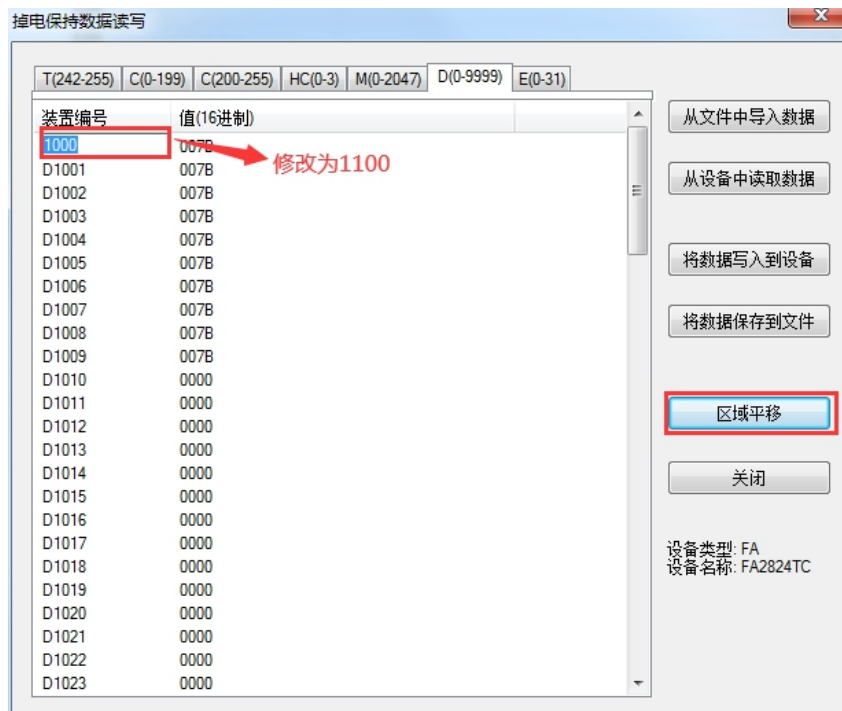 掉电保持数据读写
T(242-255) C(0-199) C(200-255) HC(0-3) M(0-2047) D(0-9999) E(0-31)
装置编号 值(16进制)
1000 007B
修改为1100
D1001 007B
D1002 007B
D1003 007B
D1004 007B
D1005 007B
D1006 007B
D1007 007B
D1008 007B
D1009 007B
D1010 0000
D1011 0000
D1012 0000
D1013 0000
D1014 0000
D1015 0000
D1016 0000
D1017 0000
D1018 0000
D1019 0000
D1020 0000
D1021 0000
D1022 0000
D1023 0000
从文件中导入数据
从设备中读取数据
将数据写入到设备
将数据保存到文件
区域平移
关闭
设备类型: FA
设备名称: FA2824TC